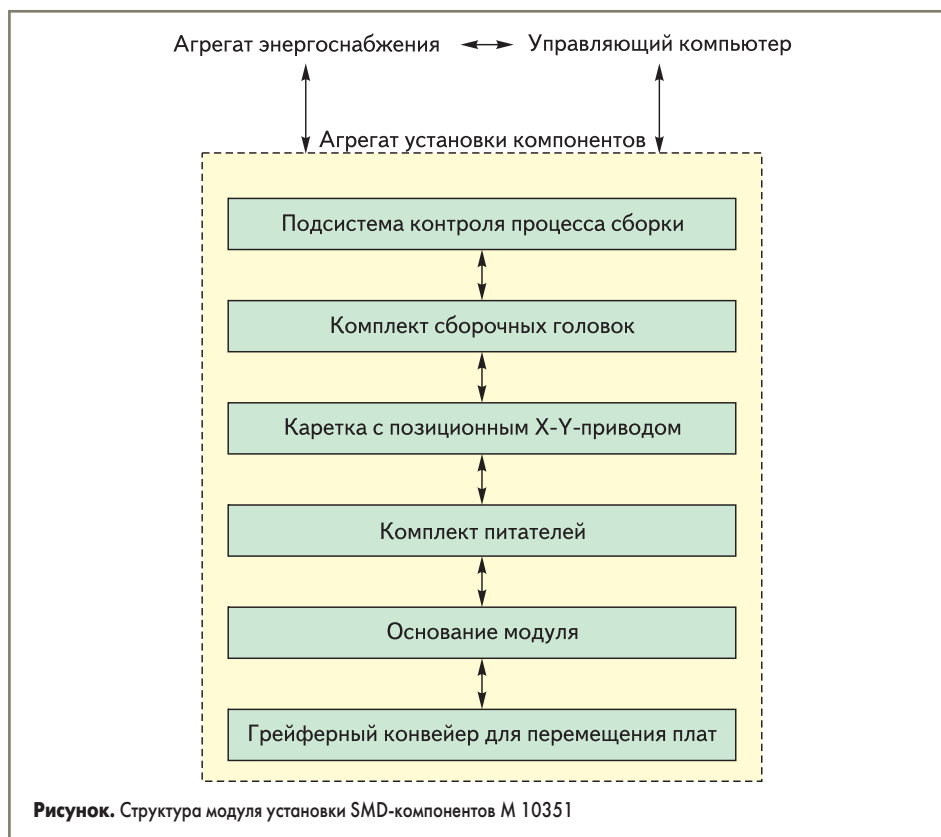 Агрегат энергоснабжения
Управляющий компьютер
Агрегат установки компонентов
Подсистема контроля процесса сборки
Комплект сборочных головок
Каретка с позиционным X-Y-приводом
Комплект питателей
Основание модуля
Грейферный конвейер для перемещения плат
Рисунок. Структура модуля установки SMD-компонентов М 10351